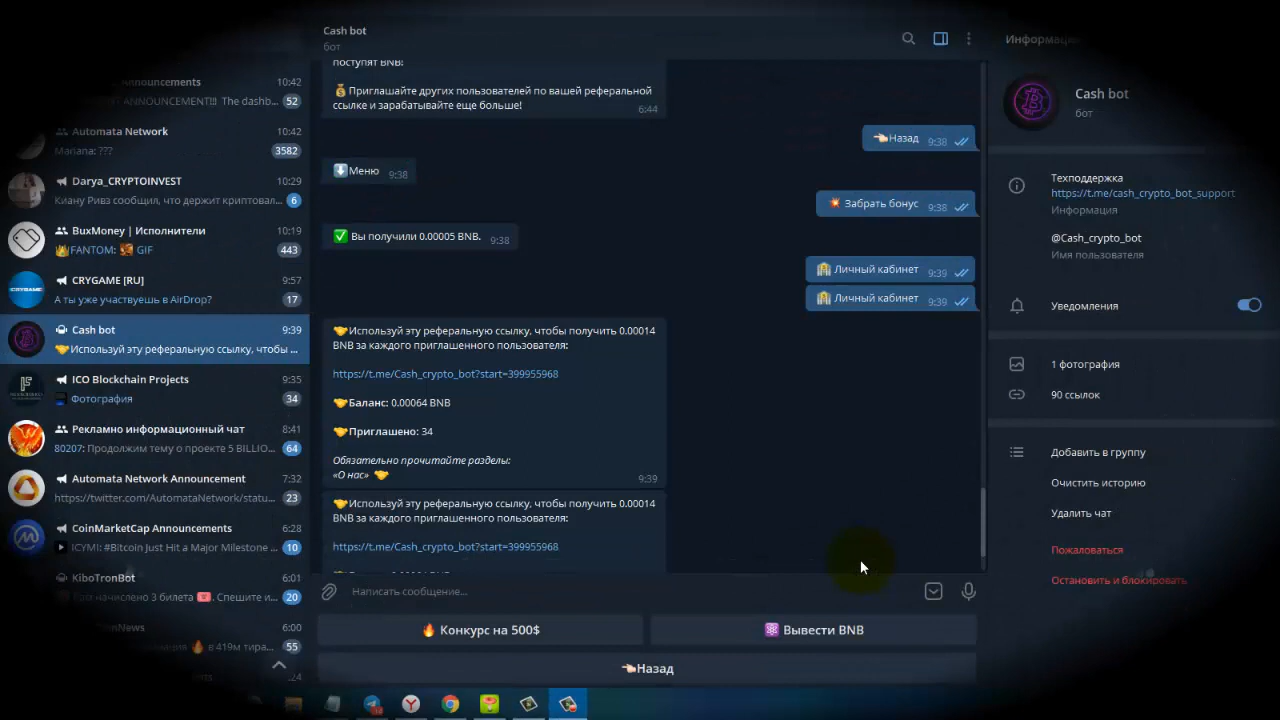 Announcements
10:42
ANNOUNCEMENT!!! The dashb...
52
Automata Network
10:42
Mariana: ???
3582
Darya_CRYPTOINVEST
10:29
Киану Ривз сообщил, что держит криптовал...
6
BuxMoney | Исполнители
10:19
FANTOM: GIF
443
CRYGAME [RU]
9:57
А ты уже участвуешь в AirDrop?
17
Cash bot
9:39
Используй эту реферальную ссылку, чтобы ...
ICO Blockchain Projects
9:35
Фотография
34
Рекламно информационный чат
8:41
80207: Продолжим тему о проекте 5 BILLIO...
64
Automata Network Announcement
7:32
https://twitter.com/AutomataNetwork/statu...
23
CoinMarketCap Announcements
6:28
ICYMI: #Bitcoin Just Hit a Major Milestone ...
10
KiboTronBot
6:01
начислено 3 билета . Спешите и...
20
6:00
в 419м тира...
55
Cash bot
бот
поступят BNB:
Приглашайте других пользователей по вашей реферальной
ссылке и зарабатывайте еще больше!
6:44
Назад 9:38
Меню 9:38
Забрать бонус 9:38
Вы получили 0.00005 BNB. 9:38
Личный кабинет 9:39
Личный кабинет 9:39
Используй эту реферальную ссылку, чтобы получить 0.00014
BNB за каждого приглашенного пользователя:
https://t.me/Cash_crypto_bot?start=399955968
Баланс: 0.00064 BNB
Приглашено: 34
Обязательно прочитайте разделы:
«О нас»
9:39
Используй эту реферальную ссылку, чтобы получить 0.00014
BNB за каждого приглашенного пользователя:
https://t.me/Cash_crypto_bot?start=399955968
Написать сообщение...
Конкурс на 500$
Вывести BNB
Назад
Информация
Cash bot
бот
Техподдержка
https://t.me/cash_crypto_bot_support
Информация
@Cash_crypto_bot
Имя пользователя
Уведомления
1 фотография
90 ссылок
Добавить в группу
Очистить историю
Удалить чат
Пожаловаться
Остановить и блокировать